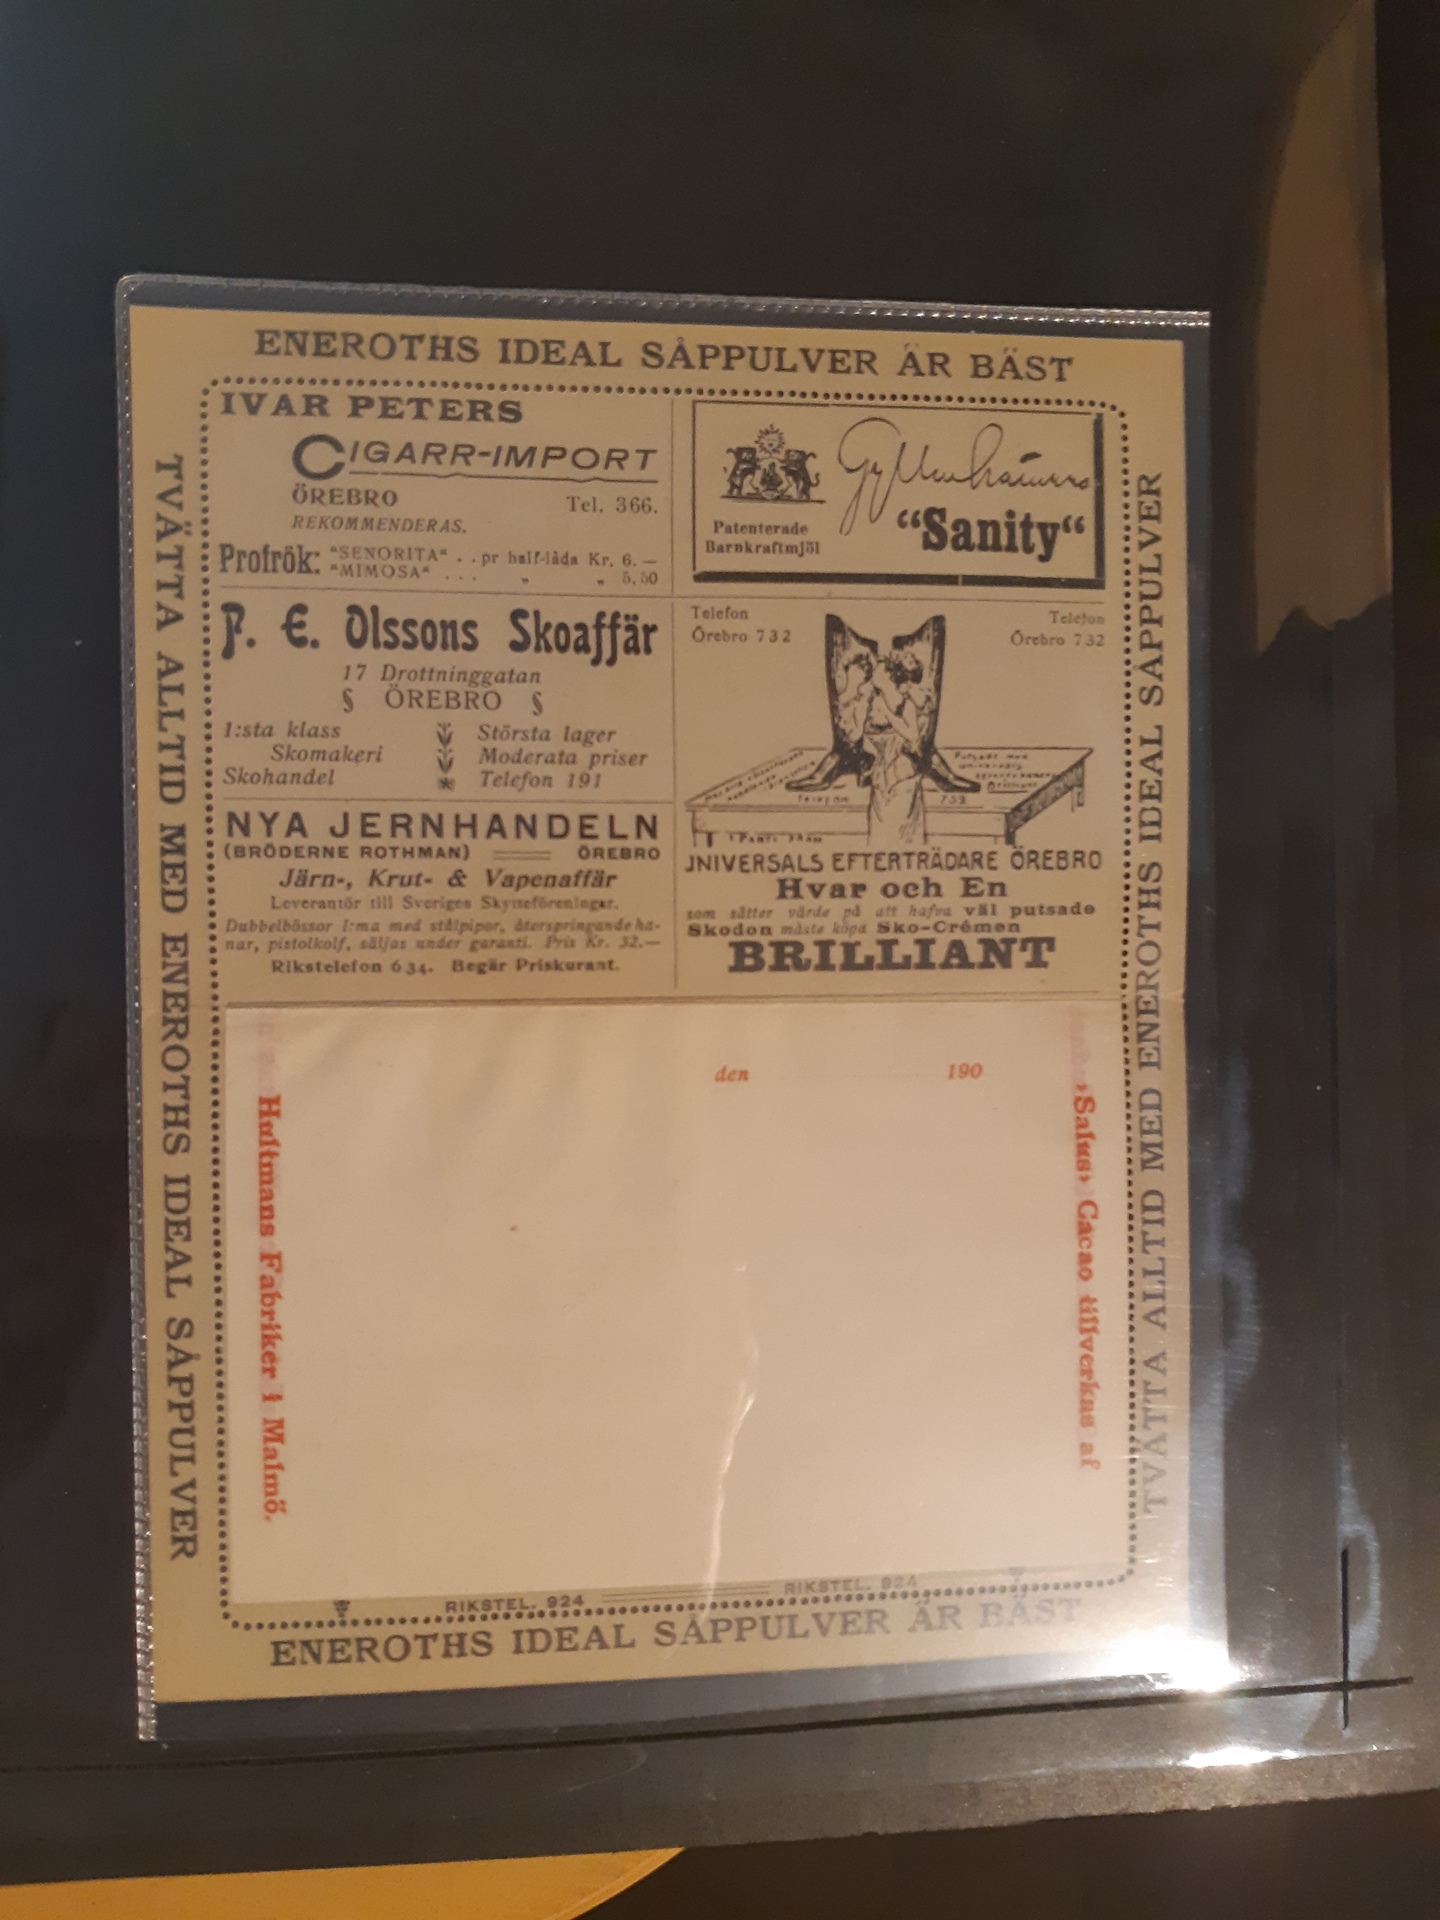 ENEROTHS IDEAL SÅPPULVER ÄR BÄST
TVÄTTA ALLTID MED ENEROTHS IDEAL SÅPPULVER
IVAR PETERS
CIGARR-IMPORT
ÖREBRO Tel. 366.
REKOMMENDERAS.
Profrök: "SENORITA" . . pr half-låda Kr. 6.—
"MIMOSA" . . . „ „ 5,50
Patenterade
Barnkraftmjöl
Gyllenhammars
"Sanity"
P. E. Olssons Skoaffär
17 Drottninggatan
§ ÖREBRO §
1:sta klass
Skomakeri
Skohandel
Största lager
Moderata priser
Telefon 191
Telefon
Örebro 732
Telefon
Örebro 732
Telefon 732
UNIVERSALS EFTERTRÄDARE ÖREBRO
Hvar och En
som sätter värde på att hafva väl putsade
Skodon måste köpa Sko-Crémen
BRILLIANT
NYA JERNHANDELN
(BRÖDERNE ROTHMAN) ÖREBRO
Järn-, Krut- & Vapenaffär
Leverantör till Sveriges Skytteföreningar.
Dubbelbössor I:ma med stålpipor, återspringande ha-
nar, pistolkolf, säljas under garanti. Pris Kr. 32.—
Rikstelefon 634. Begär Priskurant.
den 190
»Salus» Cacao tillverkas af
Hultmans Fabriker i Malmö.
RIKSTEL. 924 RIKSTEL. 924
ENEROTHS IDEAL SÅPPULVER ÄR BÄST
TVÄTTA ALLTID MED ENEROTHS IDEAL SÅPPULVER